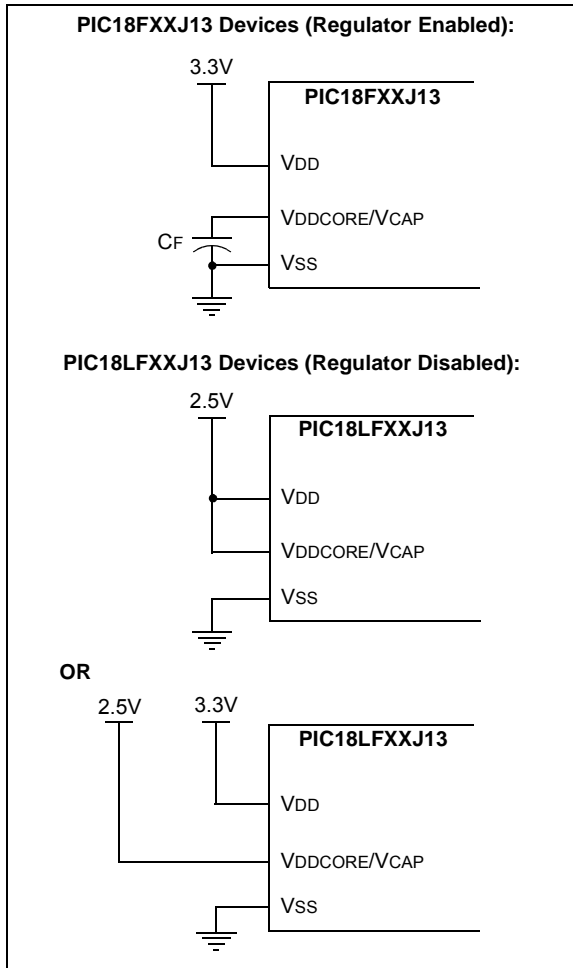 PIC18FXXJ13 Devices (Regulator Enabled):
3.3V
PIC18FXXJ13
VDD
VDDCORE/VCAP
CF
VSS
PIC18LFXXJ13 Devices (Regulator Disabled):
2.5V
PIC18LFXXJ13
VDD
VDDCORE/VCAP
VSS
OR
2.5V
3.3V
PIC18LFXXJ13
VDD
VDDCORE/VCAP
VSS